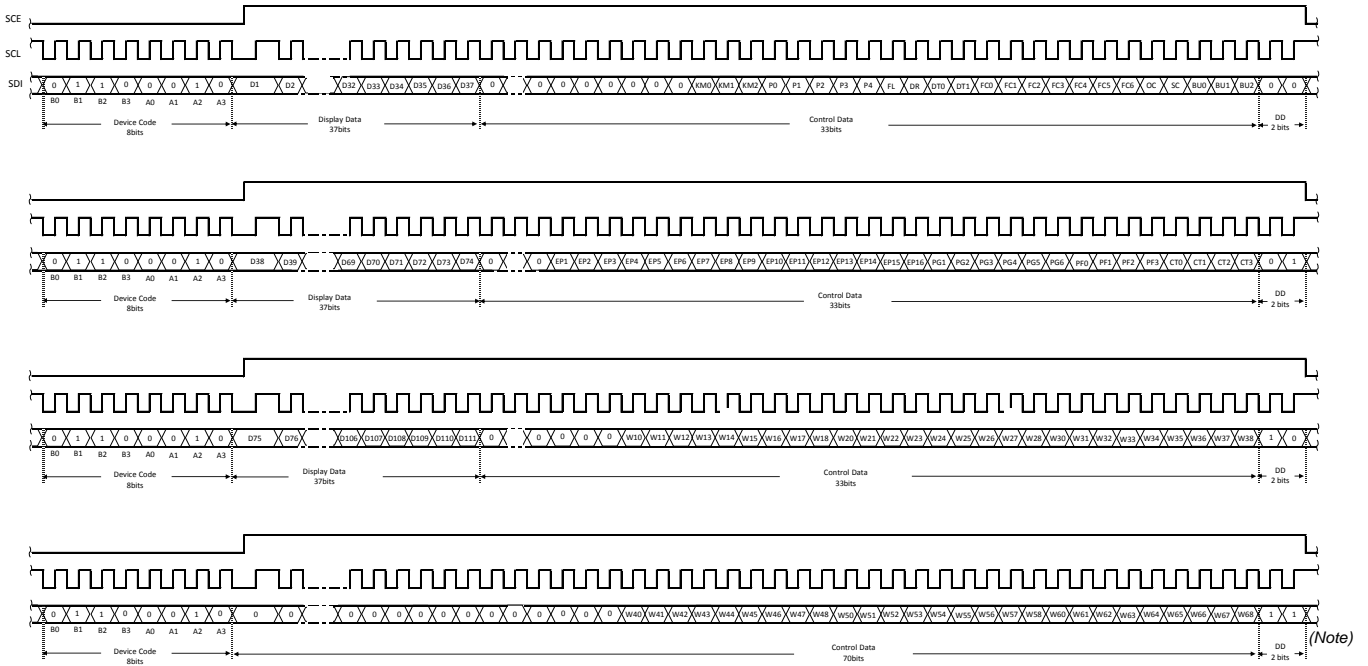 SCE
SCL
SDI 0 1 1 0 0 0 1 0 D1 D2 D32 D33 D34 D35 D36 D37 0 0 0 0 0 0 0 0 KM0 KM1 KM2 P0 P1 P2 P3 P4 FL DR DT0 DT1 FC0 FC1 FC2 FC3 FC4 FC5 FC6 OC SC BU0 BU1 BU2 0 0
B0 B1 B2 B3 A0 A1 A2 A3
Device Code Display Data Control Data DD
8bits 37bits 33bits 2 bits
0 1 1 0 0 0 1 0 D38 D39 D69 D70 D71 D72 D73 D74 0 0 EP1 EP2 EP3 EP4 EP5 EP6 EP7 EP8 EP9 EP10 EP11 EP12 EP13 EP14 EP15 EP16 PG1 PG2 PG3 PG4 PG5 PG6 PF0 PF1 PF2 PF3 CT0 CT1 CT2 CT3 0 1
B0 B1 B2 B3 A0 A1 A2 A3
Device Code Display Data Control Data DD
8bits 37bits 33bits 2 bits
0 1 1 0 0 0 1 0 D75 D76 D106 D107 D108 D109 D110 D111 0 0 0 0 0 W10 W11 W12 W13 W14 W15 W16 W17 W18 W20 W21 W22 W23 W24 W25 W26 W27 W28 W30 W31 W32 W33 W34 W35 W36 W37 W38 1 0
B0 B1 B2 B3 A0 A1 A2 A3
Device Code Display Data Control Data DD
8bits 37bits 33bits 2 bits
0 1 1 0 0 0 1 0 0 0 0 0 0 0 0 0 0 0 0 0 0 0 W40 W41 W42 W43 W44 W45 W46 W47 W48 W50 W51 W52 W53 W54 W55 W56 W57 W58 W60 W61 W62 W63 W64 W65 W66 W67 W68 1 1
B0 B1 B2 B3 A0 A1 A2 A3
(Note)
Device Code Control Data DD
8bits 70bits 2 bits